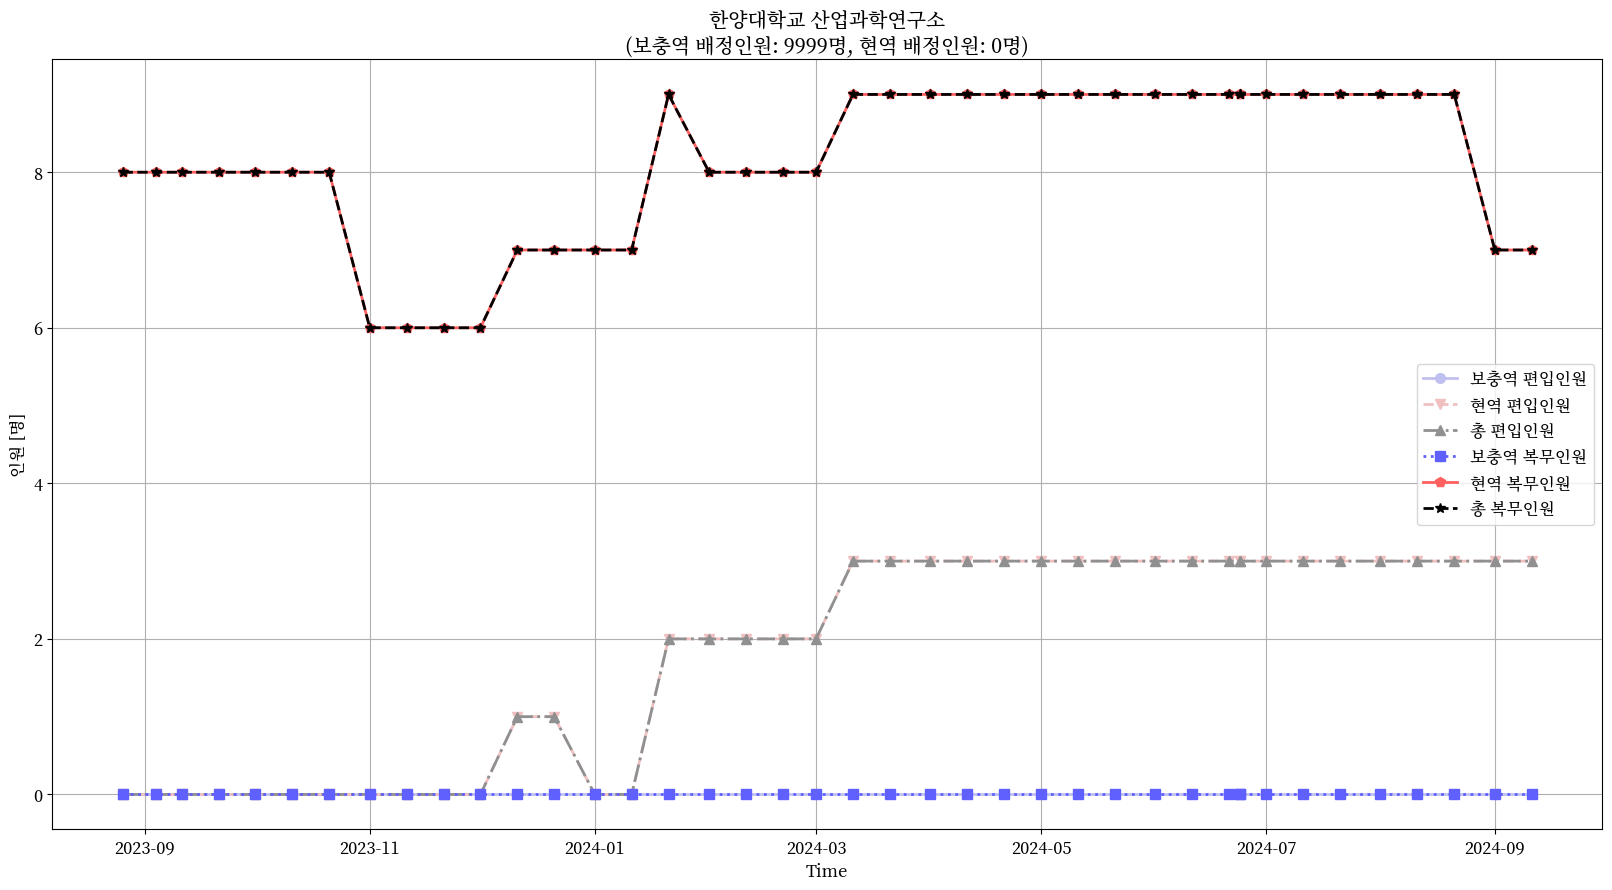 한양대학교 산업과학연구소
(보충역 배정인원: 9999명, 현역 배정인원: 0명)
인원 [명]
8
6
4
2
0
보충역 편입인원
현역 편입인원
총 편입인원
보충역 복무인원
현역 복무인원
총 복무인원
2023-09
2023-11
2024-01
2024-03
2024-05
2024-07
2024-09
Time